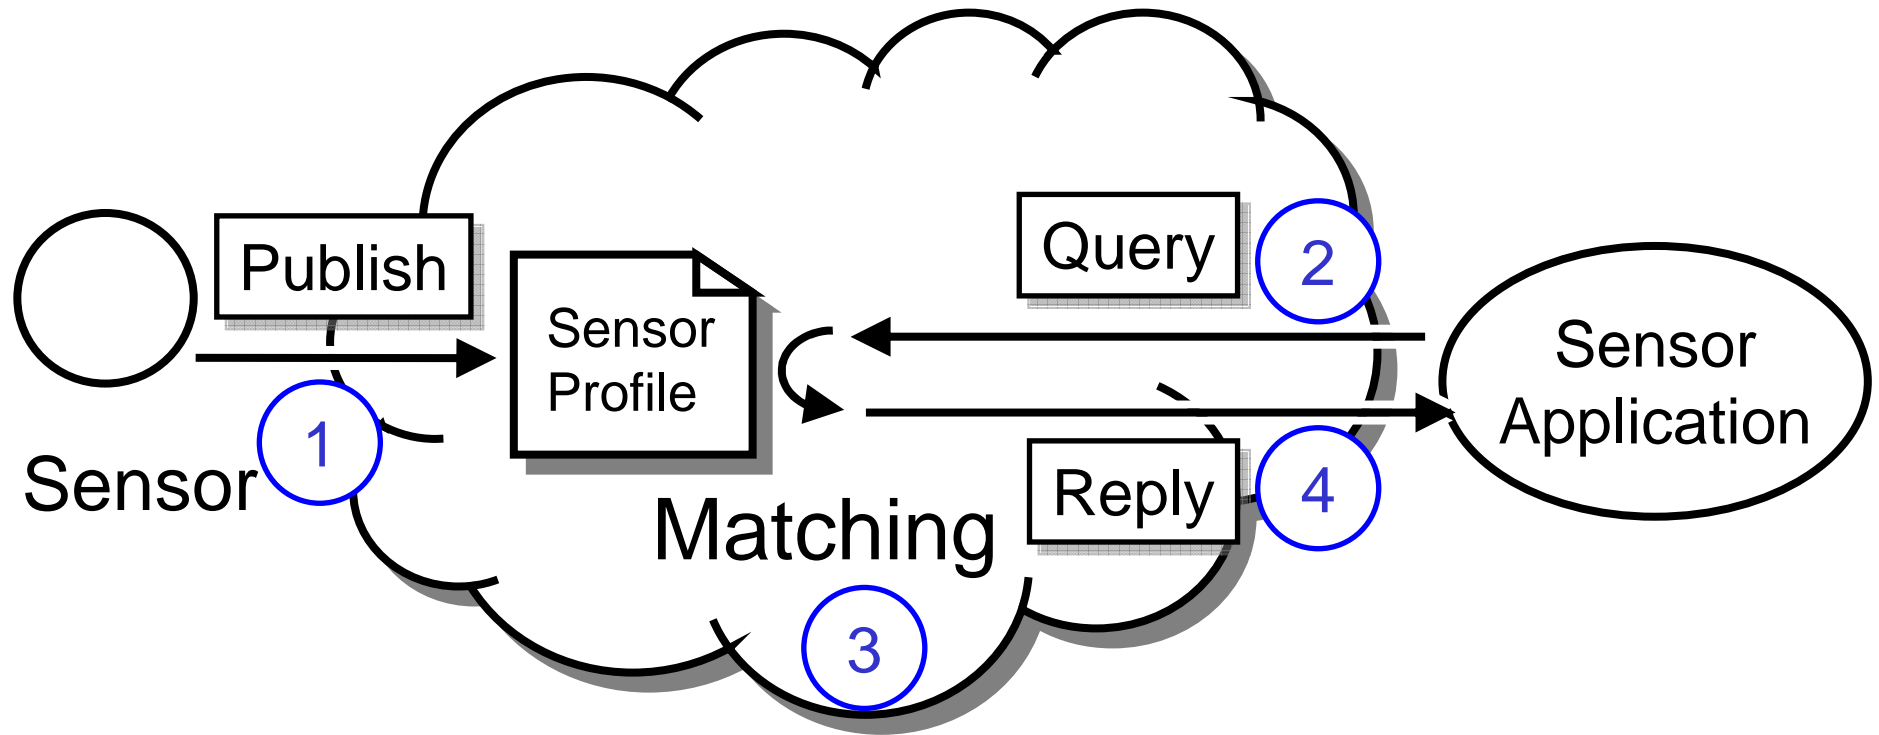 Publish
Query
2
Sensor
Profile
Sensor
Application
1
Sensor
Matching
Reply
4
3